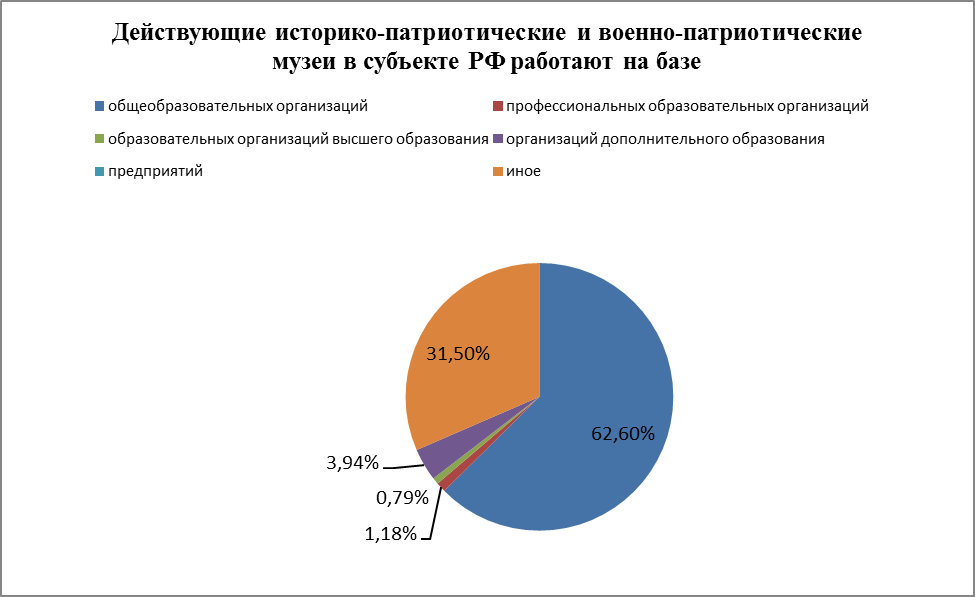 Действующие историко-патриотические и военно-патриотические
музеи в субъекте РФ работают на базе
общеобразовательных организаций
профессиональных образовательных организаций
образовательных организаций высшего образования
организаций дополнительного образования
предприятий
иное
31,50%
62,60%
3,94%
0,79%
1,18%